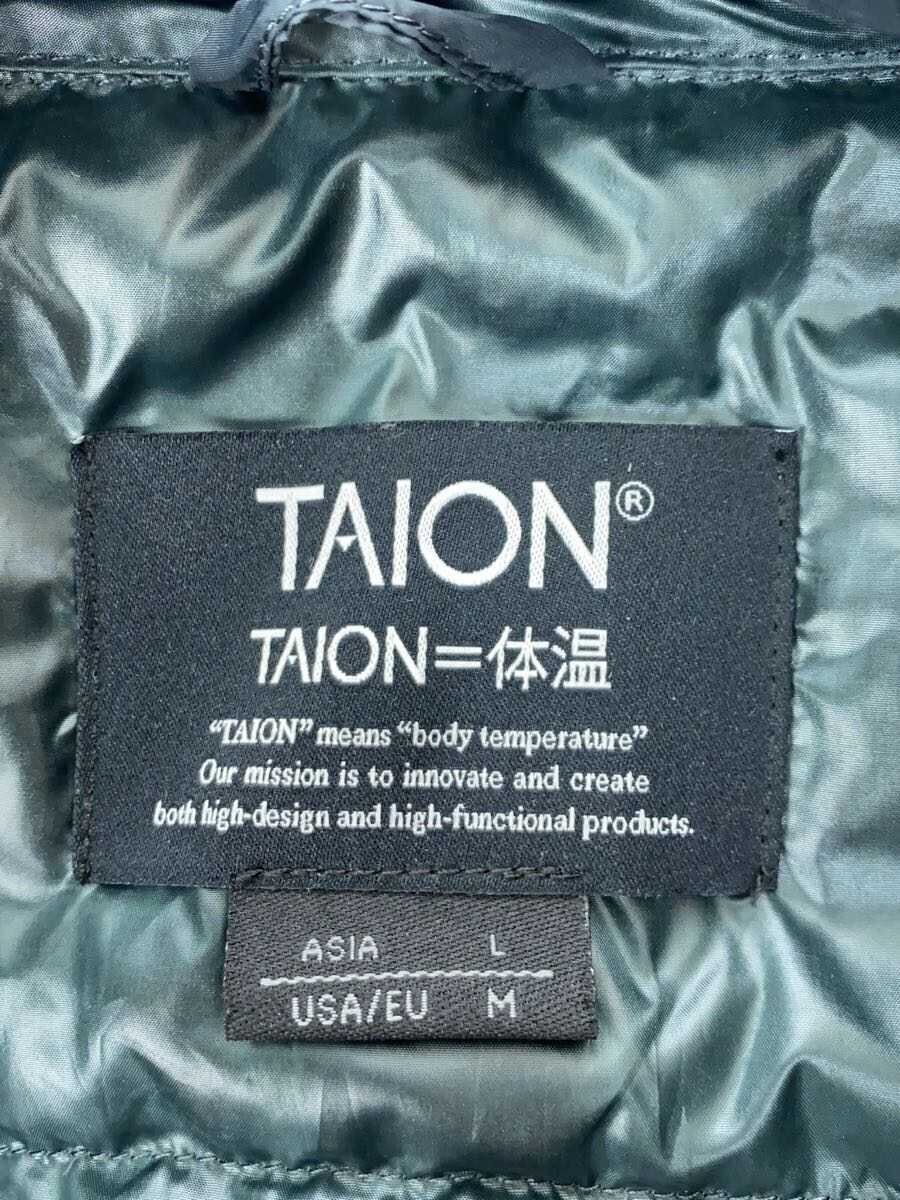 TAION®
TAION=体温
"TAION" means "body temperature"
Our mission is to innovate and create
both high-design and high-functional products.
ASIA L
USA/EU M